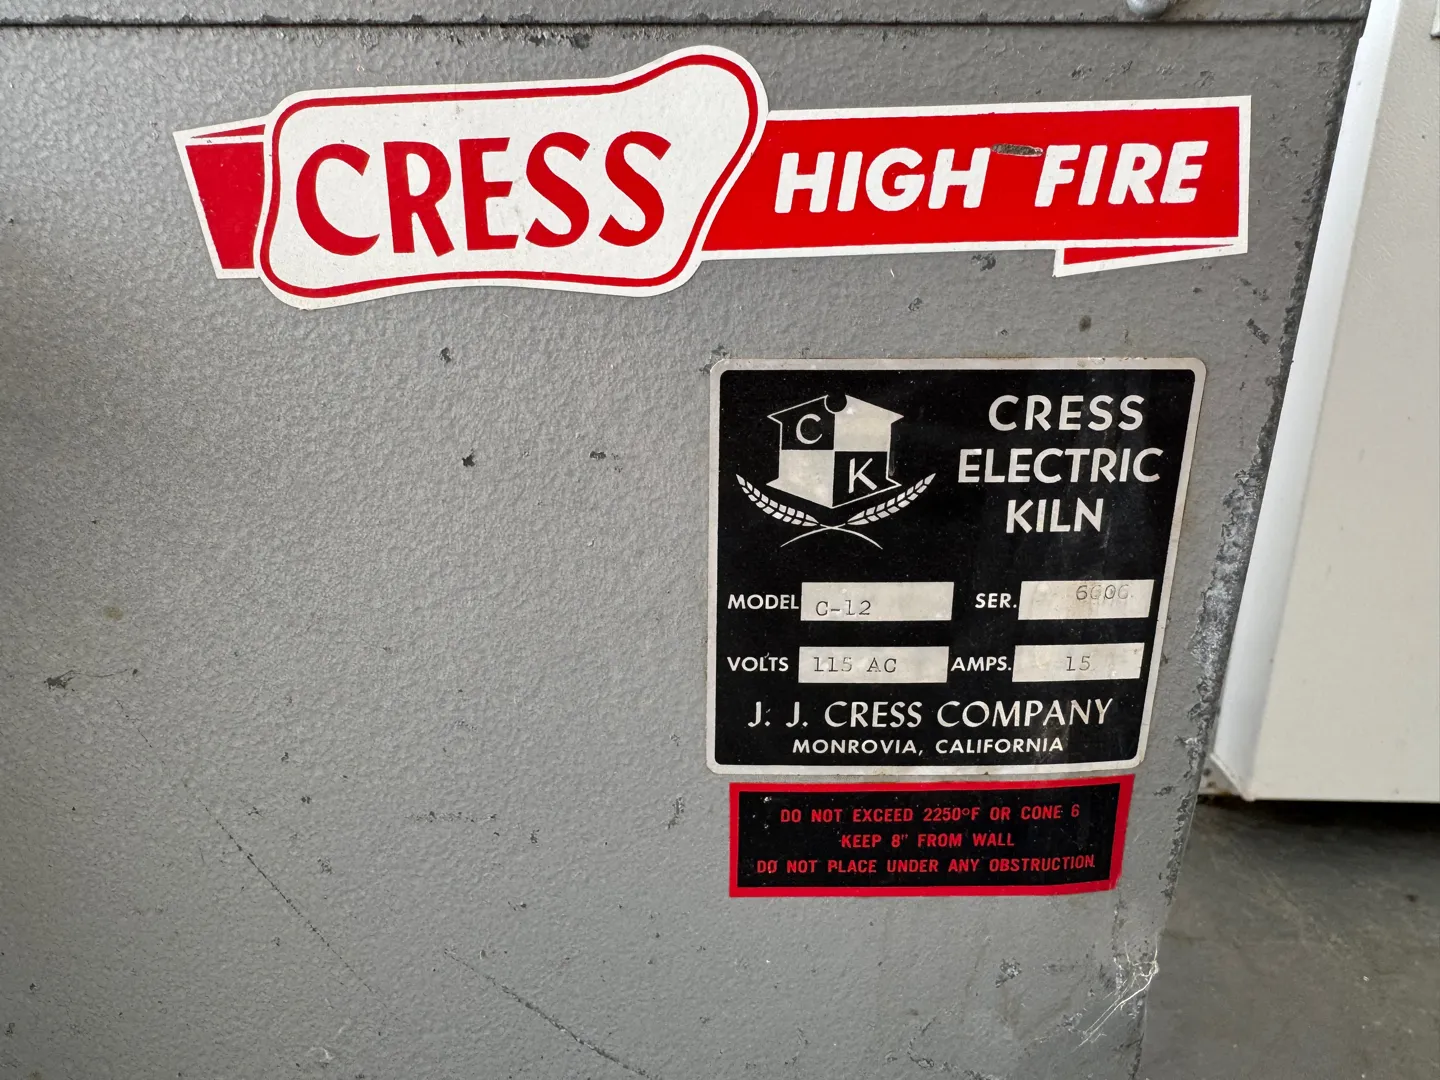 CRESS HIGH FIRE
C
K
CRESS
ELECTRIC
KILN
MODEL C-12 SER. 6606
VOLTS 115 AC AMPS. 15
J. J. CRESS COMPANY
MONROVIA, CALIFORNIA
DO NOT EXCEED 2250°F OR CONE 6
KEEP 8" FROM WALL
DO NOT PLACE UNDER ANY OBSTRUCTION